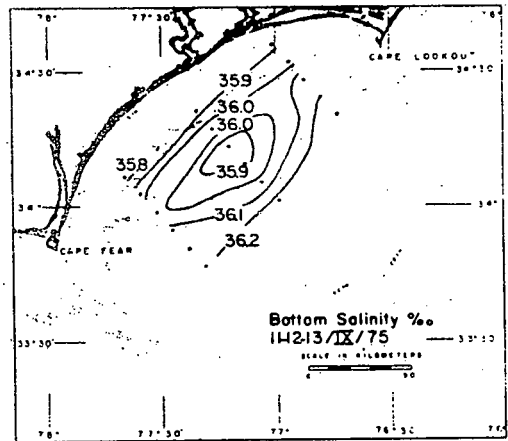 78° 77°30' 76°
CAPE LOOKOUT
34°30' 34°30'
35.9
36.0
36.0
35.8
35.9
34° 34°
36.1
36.2
CAPE FEAR
Bottom Salinity ‰
11-12-13/IX/75
33°30' 33°30'
SCALE IN KILOMETERS
0 50
78° 77°30' 77° 76°30' 76°